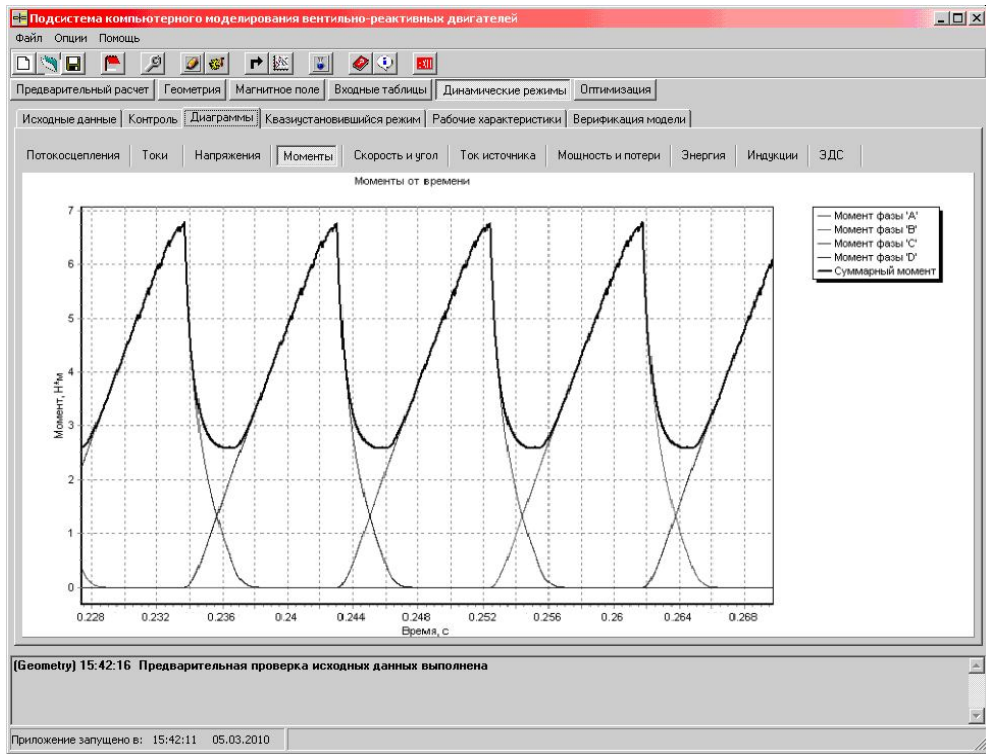 Подсистема компьютерного моделирования вентильно-реактивных двигателей
Файл Опции Помощь
EXIT
Предварительный расчет Геометрия Магнитное поле Входные таблицы Динамические режимы Оптимизация
Исходные данные Контроль Диаграммы Квазиустановившийся режим Рабочие характеристики Верификация модели
Потокосцепления Токи Напряжения Моменты Скорость и угол Ток источника Мощность и потери Энергия Индукции ЭДС
Моменты от времени
Момент фазы 'A'
Момент фазы 'B'
Момент фазы 'C'
Момент фазы 'D'
Суммарный момент
7
6
5
4
3
2
1
0
Момент, Н*м
0.228 0.232 0.236 0.24 0.244 0.248 0.252 0.256 0.26 0.264 0.268
Время, с
(Geometry) 15:42:16 Предварительная проверка исходных данных выполнена
Приложение запущено в: 15:42:11 05.03.2010